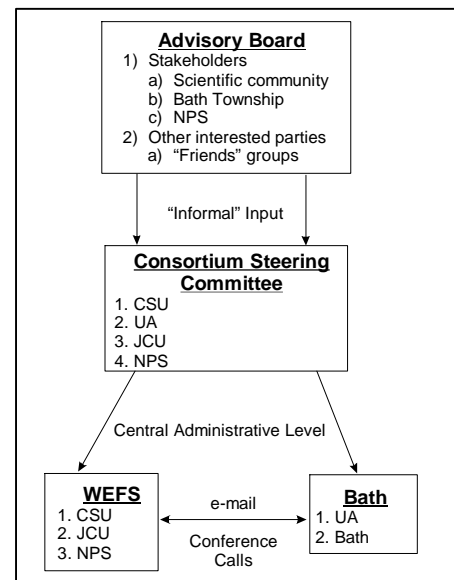 Advisory Board
1) Stakeholders
a) Scientific community
b) Bath Township
c) NPS
2) Other interested parties
a) “Friends” groups
“Informal” Input
Consortium Steering
Committee
1. CSU
2. UA
3. JCU
4. NPS
Central Administrative Level
WEFS
1. CSU
2. JCU
3. NPS
e-mail
Conference
Calls
Bath
1. UA
2. Bath